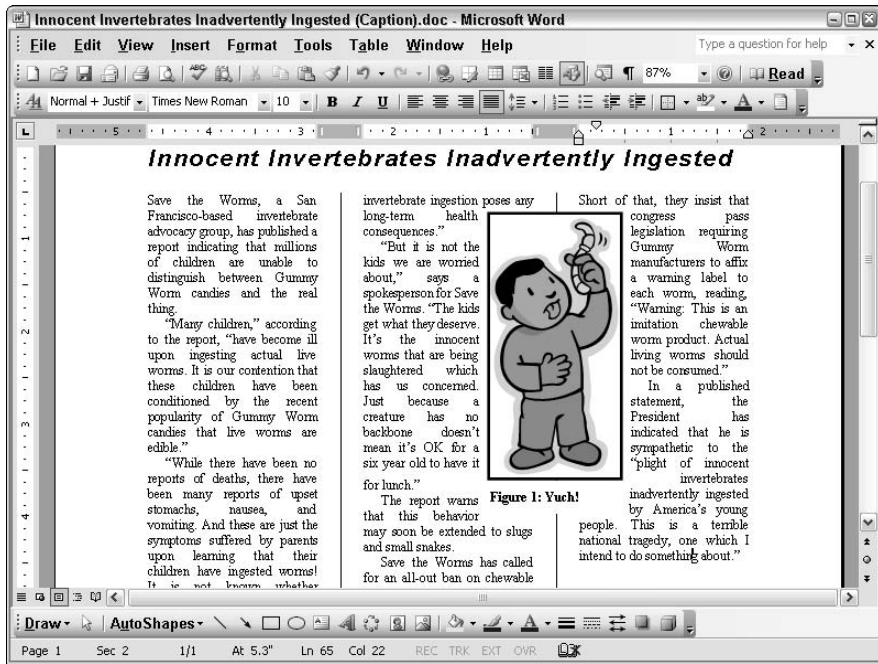 Innocent Invertebrates Inadvertently Ingested (Caption).doc - Microsoft Word
File Edit View Insert Format Tools Table Window Help
Type a question for help
87%
Read
Normal + Justif
Times New Roman
10
B I U
5 4 3 2 1 1 2
Innocent Invertebrates Inadvertently Ingested
Save the Worms, a San
Francisco-based invertebrate
advocacy group, has published a
report indicating that millions
of children are unable to
distinguish between Gummy
Worm candies and the real
thing.
“Many children,” according
to the report, “have become ill
upon ingesting actual live
worms. It is our contention that
these children have been
conditioned by the recent
popularity of Gummy Worm
candies that live worms are
edible.”
“While there have been no
reports of deaths, there have
been many reports of upset
stomachs, nausea, and
vomiting. And these are just the
symptoms suffered by parents
upon learning that their
children have ingested worms!
It is not known whether
invertebrate ingestion poses any
long-term health
consequences.”
“But it is not the
kids we are worried
about,” says a
spokesperson for Save
the Worms. “The kids
get what they deserve.
It’s the innocent
worms that are being
slaughtered which
has us concerned.
Just because a
creature has no
backbone doesn’t
mean it’s OK for a
six year old to have it
for lunch.”
The report warns
that this behavior
may soon be extended to slugs
and small snakes.
Save the Worms has called
for an all-out ban on chewable
Figure 1: Yuch!
Short of that, they insist that
congress pass
legislation requiring
Gummy Worm
manufacturers to affix
a warning label to
each worm, reading,
“Warning: This is an
imitation chewable
worm product. Actual
living worms should
not be consumed.”
In a published
statement, the
President has
indicated that he is
sympathetic to the
“plight of innocent
invertebrates
inadvertently ingested
by America’s young
people. This is a terrible
national tragedy, one which I
intend to do something about.”
Draw AutoShapes
Page 1 Sec 2 1/1 At 5.3" Ln 65 Col 22 REC TRK EXT OVR